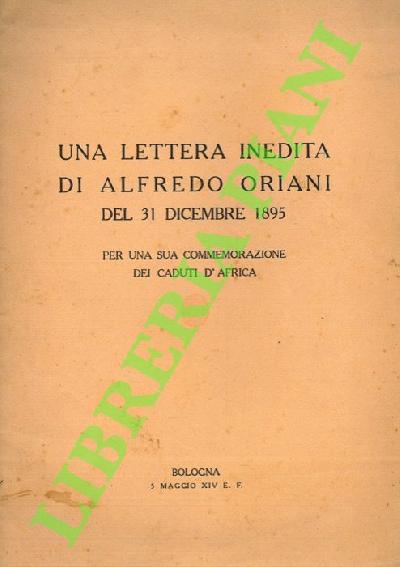 UNA LETTERA INEDITA
DI ALFREDO ORIANI
DEL 31 DICEMBRE 1895
PER UNA SUA COMMEMORAZIONE
DEI CADUTI D'AFRICA
BOLOGNA
5 MAGGIO XIV E. F.
LIBRERIA PIANI